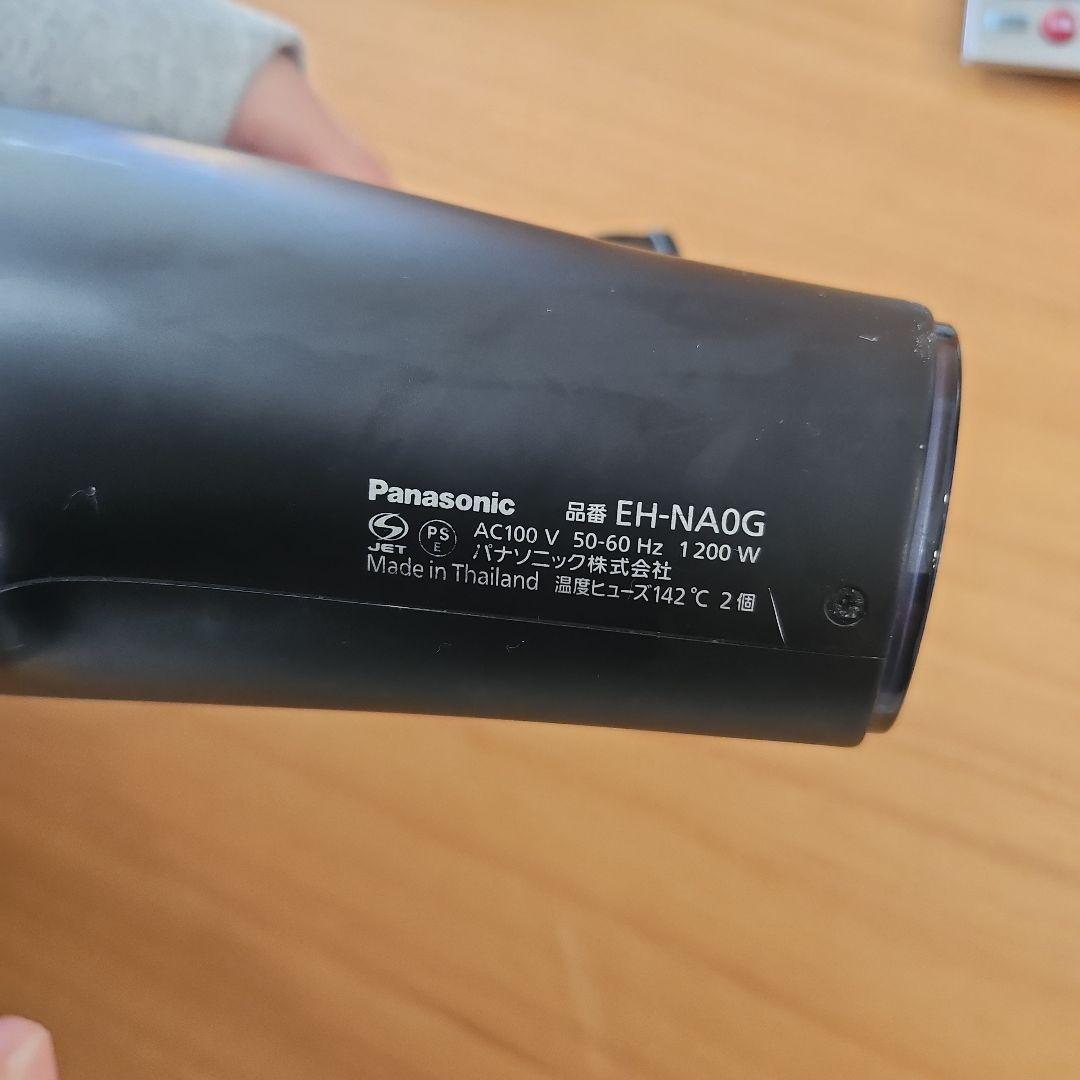 Panasonic 品番 EH-NA0G
JET PS E AC100 V 50-60 Hz 1200 W
パナソニック株式会社
Made in Thailand 温度ヒューズ142℃ 2個